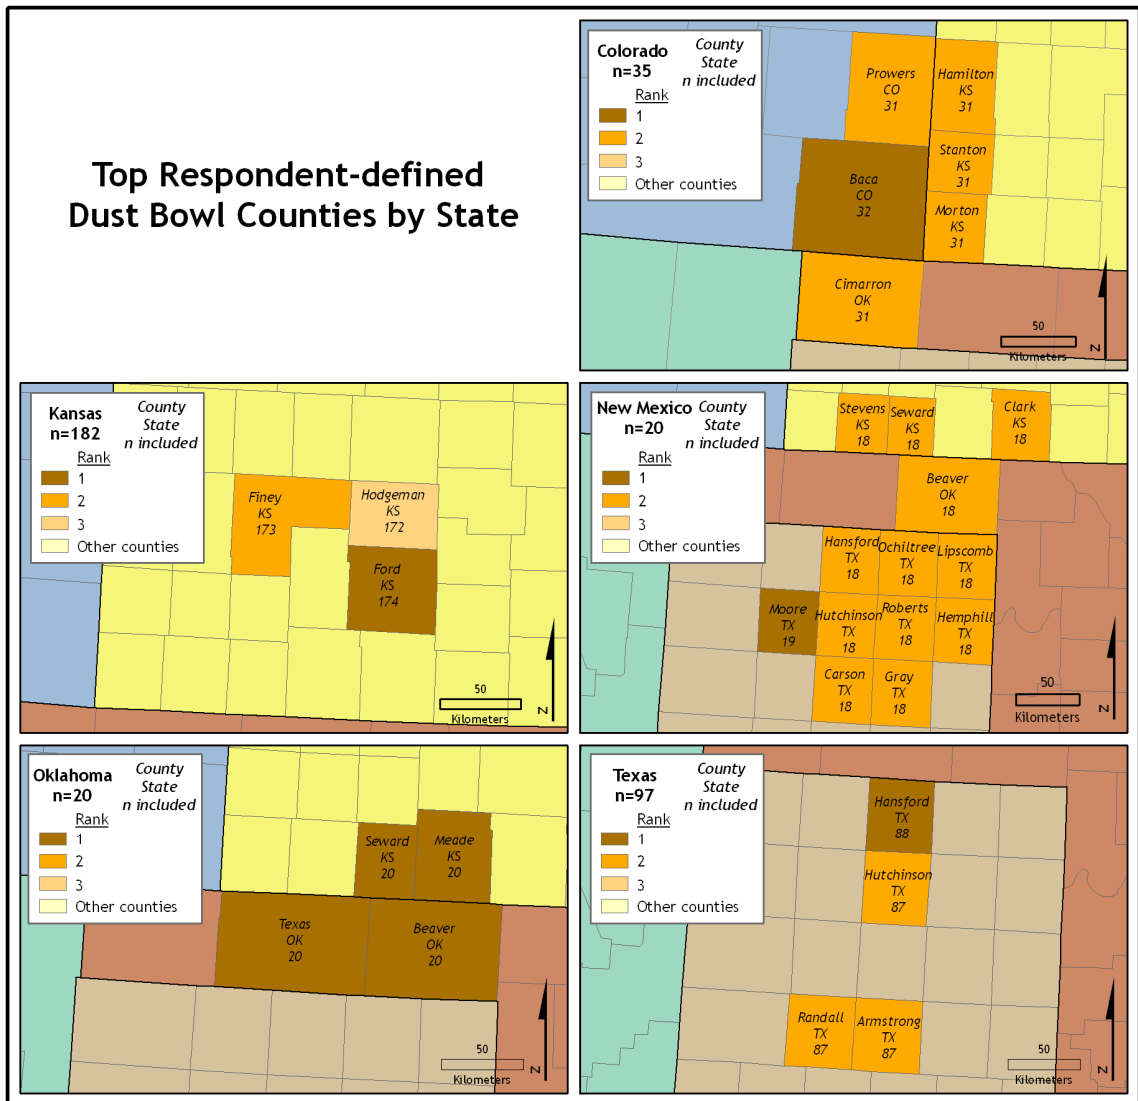 Top Respondent-defined
Dust Bowl Counties by State
Colorado
n=35
County
State
n included
Rank
1
2
3
Other counties
Prowers
CO
31
Hamilton
KS
31
Stanton
KS
31
Baca
CO
32
Morton
KS
31
Cimarron
OK
31
50
Kilometers
N
Kansas
n=182
County
State
n included
Rank
1
2
3
Other counties
Finey
KS
173
Hodgeman
KS
172
Ford
KS
174
50
Kilometers
N
New Mexico
n=20
County
State
n included
Rank
1
2
3
Other counties
Stevens
KS
18
Seward
KS
18
Clark
KS
18
Beaver
OK
18
Hansford
TX
18
Ochiltree
TX
18
Lipscomb
TX
18
Moore
TX
19
Hutchinson
TX
18
Roberts
TX
18
Hemphill
TX
18
Carson
TX
18
Gray
TX
18
50
Kilometers
N
Oklahoma
n=20
County
State
n included
Rank
1
2
3
Other counties
Seward
KS
20
Meade
KS
20
Texas
OK
20
Beaver
OK
20
50
Kilometers
N
Texas
n=97
County
State
n included
Rank
1
2
3
Other counties
Hansford
TX
88
Hutchinson
TX
87
Randall
TX
87
Armstrong
TX
87
50
Kilometers
N